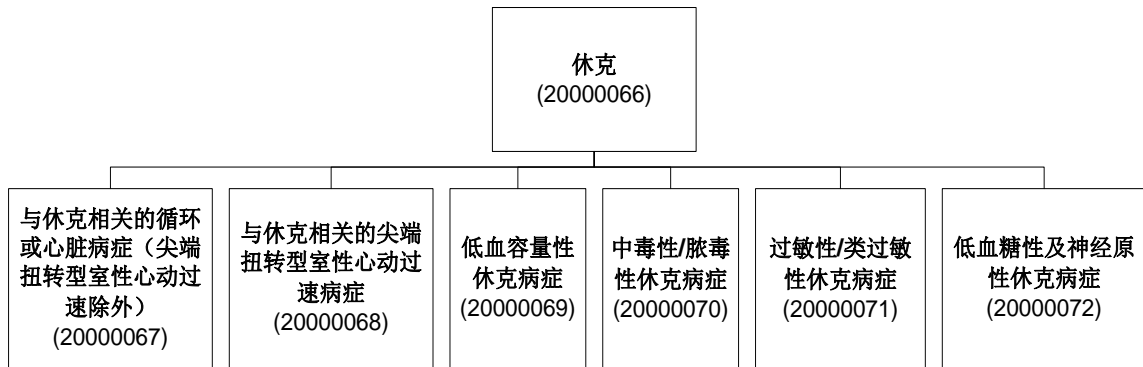 休克
(20000066)
与休克相关的循环
或心脏病症（尖端
扭转型室性心动过
速除外）
(20000067)
与休克相关的尖端
扭转型室性心动过
速病症
(20000068)
低血容量性
休克病症
(20000069)
中毒性/脓毒
性休克病症
(20000070)
过敏性/类过敏
性休克病症
(20000071)
低血糖性及神经原
性休克病症
(20000072)